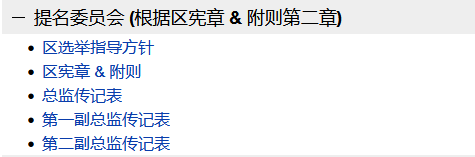 — 提名委员会 (根据区宪章 & 附则第二章)
• 区选举指导方针
• 区宪章 & 附则
• 总监传记表
• 第一副总监传记表
• 第二副总监传记表